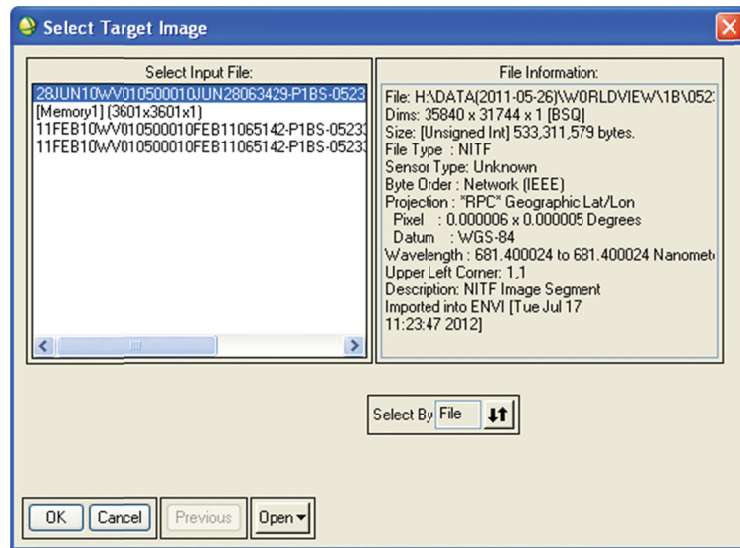 Select Target Image
Select Input File:
28JUN10WV010500010JUN28063429-P1BS-0523
[Memory1] (3601x3601x1)
11FEB10WV010500010FEB11065142-P1BS-0523
11FEB10WV010500010FEB11065142-P1BS-0523
File Information:
File: H:\DATA(2011-05-26)\WORLDVIEW\1B\052
Dims: 35840 x 31744 x 1 [BSQ]
Size: [Unsigned Int] 533,311,579 bytes.
File Type : NITF
Sensor Type: Unknown
Byte Order : Network (IEEE)
Projection : *RPC* Geographic Lat/Lon
Pixel : 0.000006 x 0.000005 Degrees
Datum : WGS-84
Wavelength : 681.400024 to 681.400024 Nanomet
Upper Left Corner: 1,1
Description: NITF Image Segment
Imported into ENVI [Tue Jul 17
11:23:47 2012]
Select By File
OK Cancel Previous Open